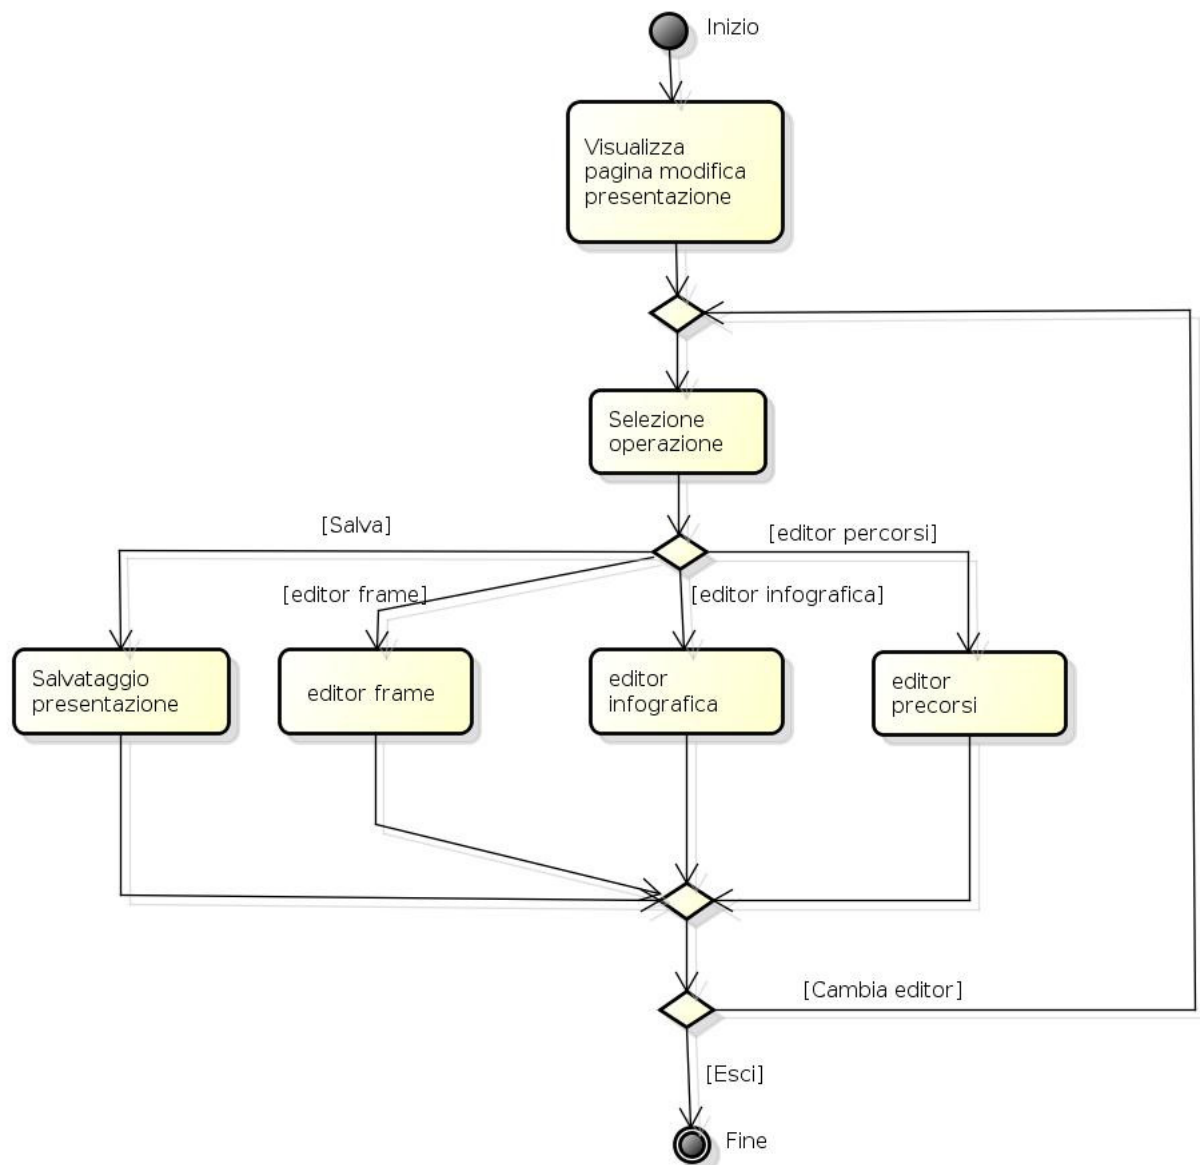 Inizio
Visualizza
pagina modifica
presentazione
Selezione
operazione
[Salva]
[editor percorsi]
[editor frame]
[editor infografica]
Salvataggio
presentazione
editor frame
editor
infografica
editor
precorsi
[Cambia editor]
[Esci]
Fine